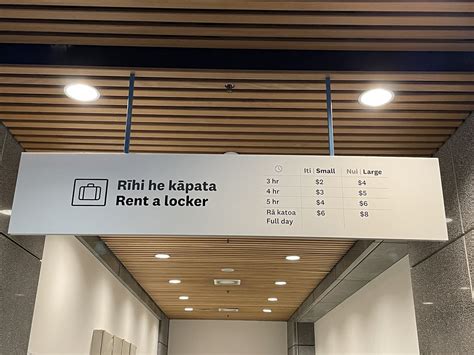 Rīhi he kāpata
Rent a locker
Iti | Small Nui | Large
3 hr $2 $4
4 hr $3 $5
5 hr $4 $6
Rā katoa $6 $8
Full day